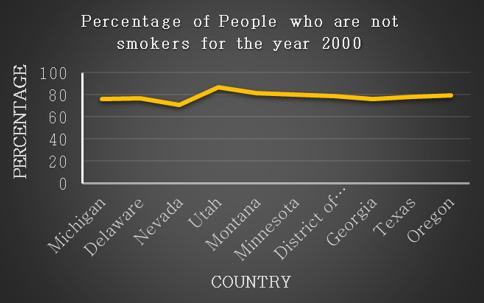 Percentage of People who are not
smokers for the year 2000
PERCENTAGE
100
80
60
40
20
0
Michigan
Delaware
Nevada
Utah
Montana
Minnesota
District of...
Georgia
Texas
Oregon
COUNTRY